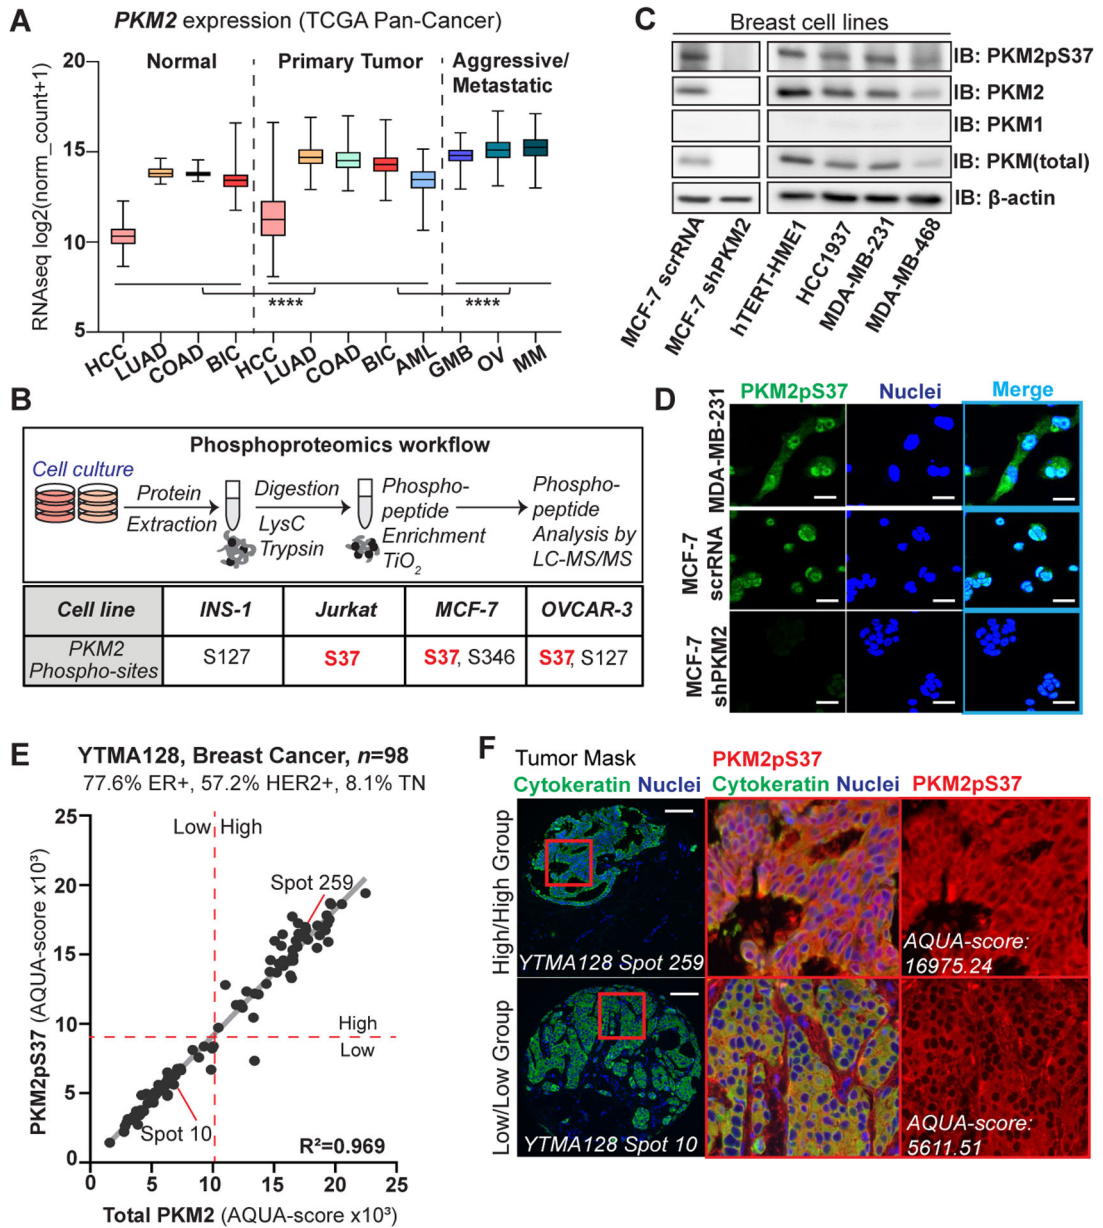 A
PKM2 expression (TCGA Pan-Cancer)
RNAseq log2(norm_count+1)
20
15
10
5
Normal
Primary Tumor
Aggressive/
Metastatic
****
****
HCC
LUAD
COAD
BIC
HCC
LUAD
COAD
BIC
AML
GMB
OV
MM
B
Phosphoproteomics workflow
Cell culture
Protein
Extraction
Digestion
LysC
Trypsin
Phospho-
peptide
Enrichment
TiO2
Phospho-
peptide
Analysis by
LC-MS/MS
Cell line INS-1 Jurkat MCF-7 OVCAR-3
PKM2
Phospho-sites
S127 S37 S37, S346 S37, S127
C
Breast cell lines
IB: PKM2pS37
IB: PKM2
IB: PKM1
IB: PKM(total)
IB: β-actin
MCF-7 scrRNA
MCF-7 shPKM2
hTERT-HME1
HCC1937
MDA-MB-231
MDA-MB-468
D
PKM2pS37 Nuclei Merge
MDA-MB-231
MCF-7
scrRNA
MCF-7
shPKM2
E
YTMA128, Breast Cancer, n=98
77.6% ER+, 57.2% HER2+, 8.1% TN
PKM2pS37 (AQUA-score x10³)
25
20
15
10
5
0
Low High
Spot 259
High
Low
Spot 10
R²=0.969
0 5 10 15 20 25
Total PKM2 (AQUA-score x10³)
F
Tumor Mask
Cytokeratin Nuclei
PKM2pS37
Cytokeratin Nuclei
PKM2pS37
High/High Group
YTMA128 Spot 259
AQUA-score:
16975.24
Low/Low Group
YTMA128 Spot 10
AQUA-score:
5611.51